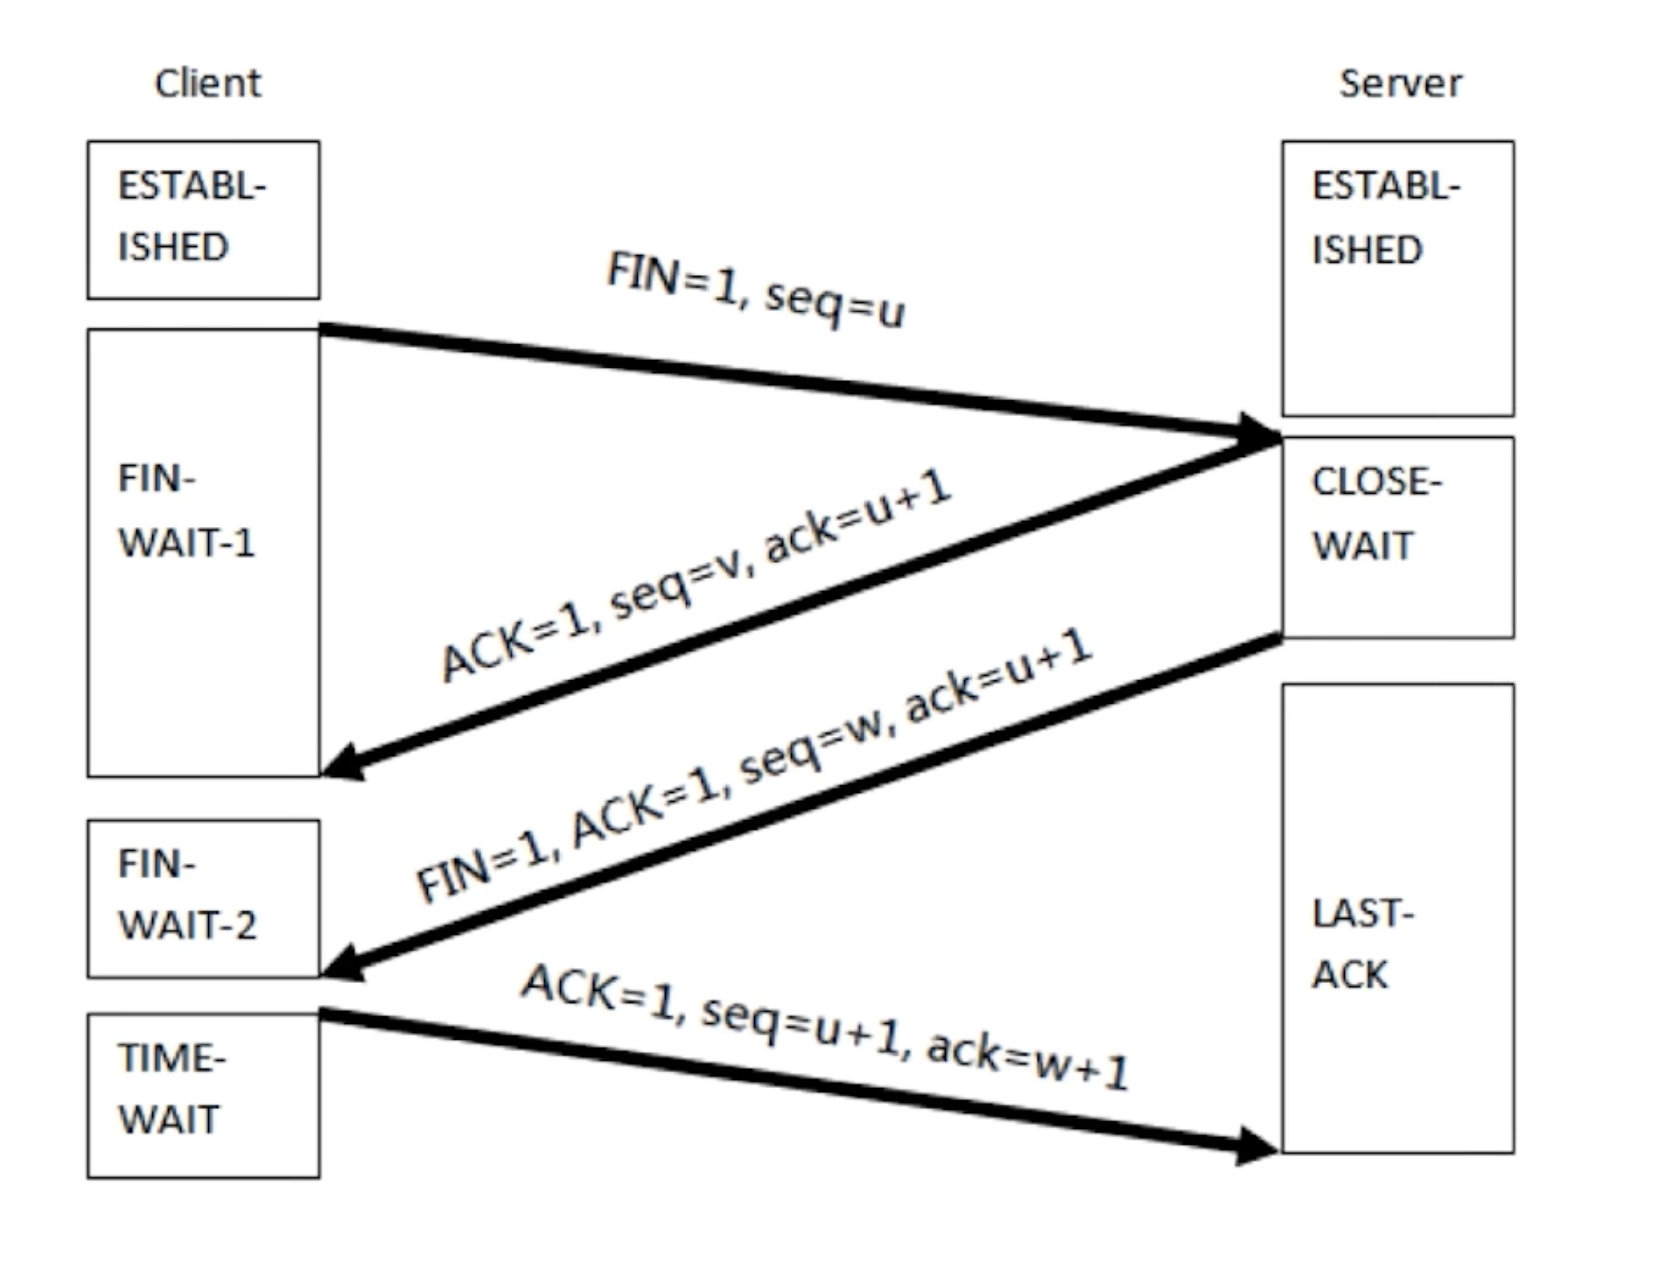 Client
Server
ESTABL-
ISHED
ESTABL-
ISHED
FIN=1, seq=u
FIN-
WAIT-1
CLOSE-
WAIT
ACK=1, seq=v, ack=u+1
FIN=1, ACK=1, seq=w, ack=u+1
FIN-
WAIT-2
LAST-
ACK
ACK=1, seq=u+1, ack=w+1
TIME-
WAIT